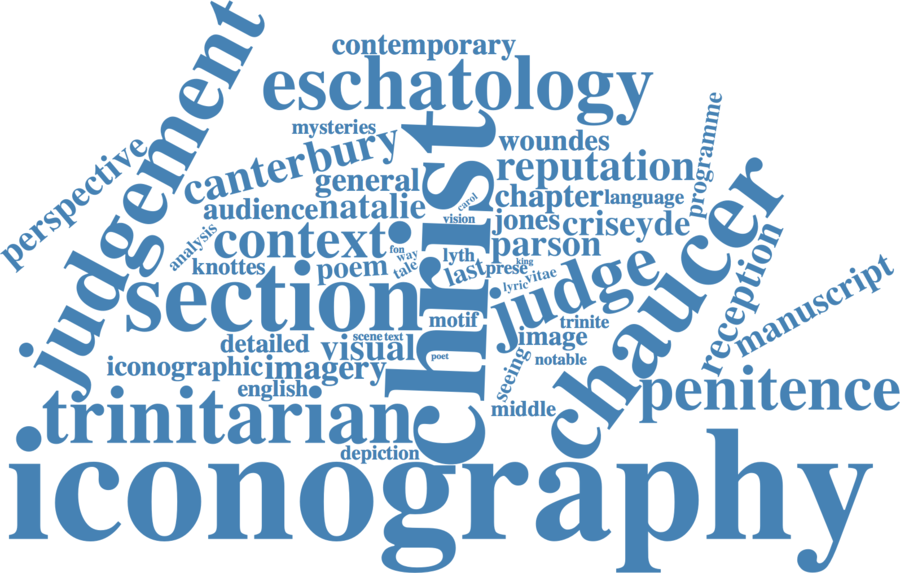 contemporary
eschatology
judgement
mysteries
woundes
programme
perspective
canterbury
christ
reputation
general
carol
chapter
language
audience
natalie
vision
jones
criseyde
chaucer
analysis
context
fon
way
tale
lyth
parson
knottes
poem
last
prese
king
vitae
lyric
judge
reception
manuscript
section
motif
trinite
image
detailed
visual
scene
text
poet
notable
seeing
iconographic
imagery
english
middle
penitence
trinitarian
depiction
iconography